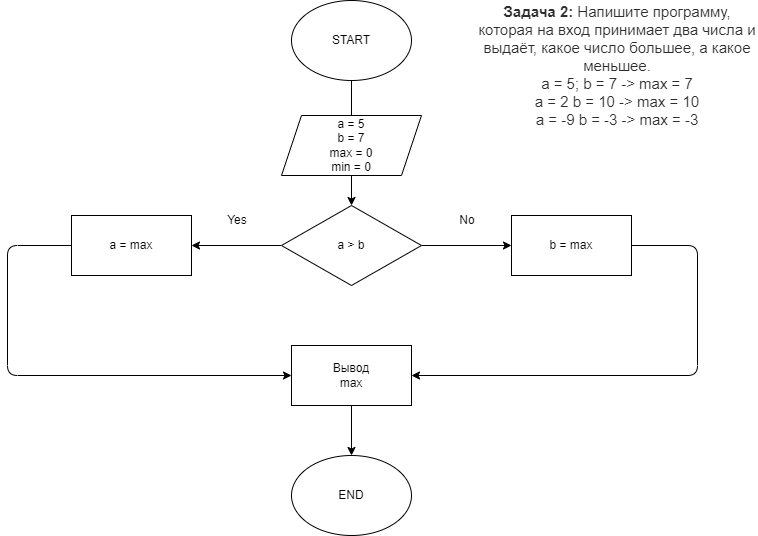 START
Задача 2: Напишите программу,
которая на вход принимает два числа и
выдаёт, какое число большее, а какое
меньшее.
a = 5; b = 7 -> max = 7
a = 2 b = 10 -> max = 10
a = -9 b = -3 -> max = -3
a = 5
b = 7
max = 0
min = 0
Yes
No
a = max
a > b
b = max
Вывод
max
END